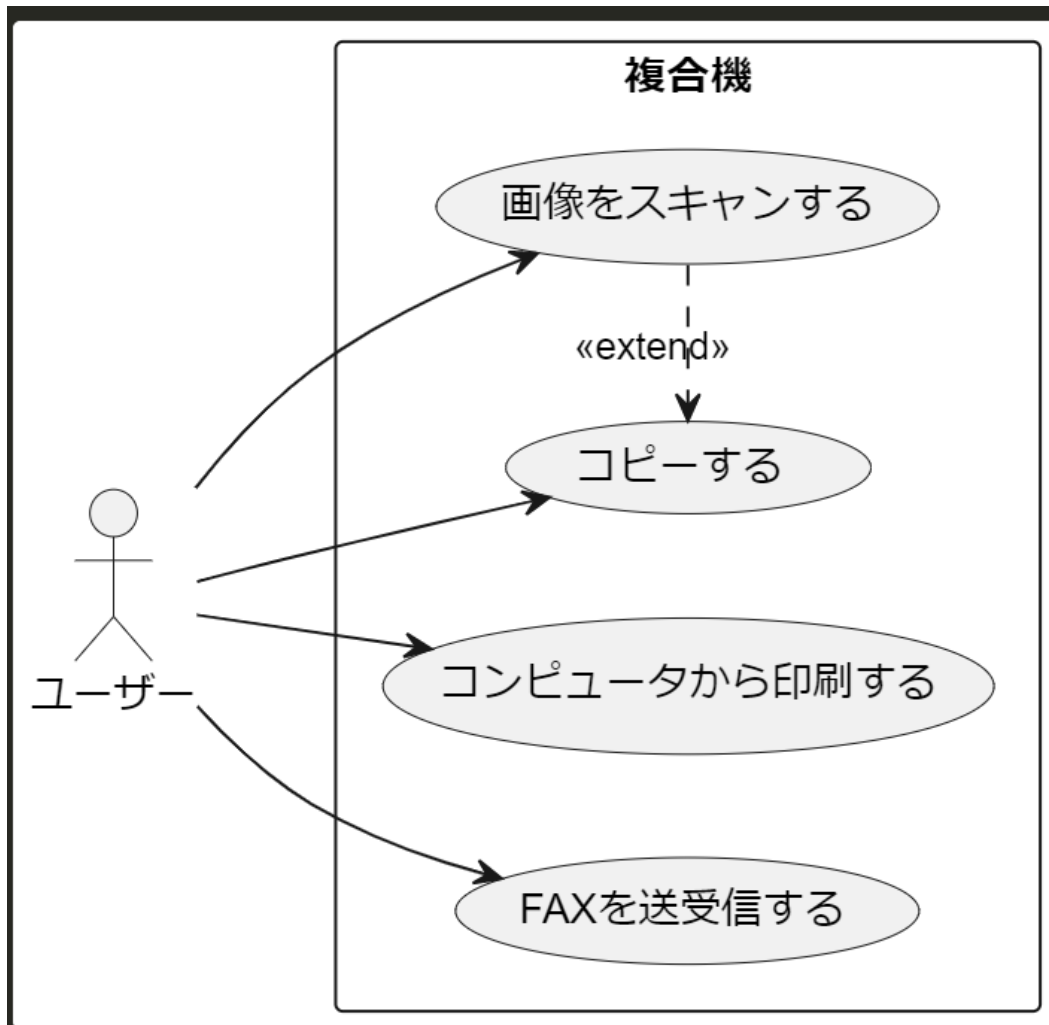 複合機
画像をスキャンする
«extend»
コピーする
ユーザー
コンピュータから印刷する
FAXを送受信する